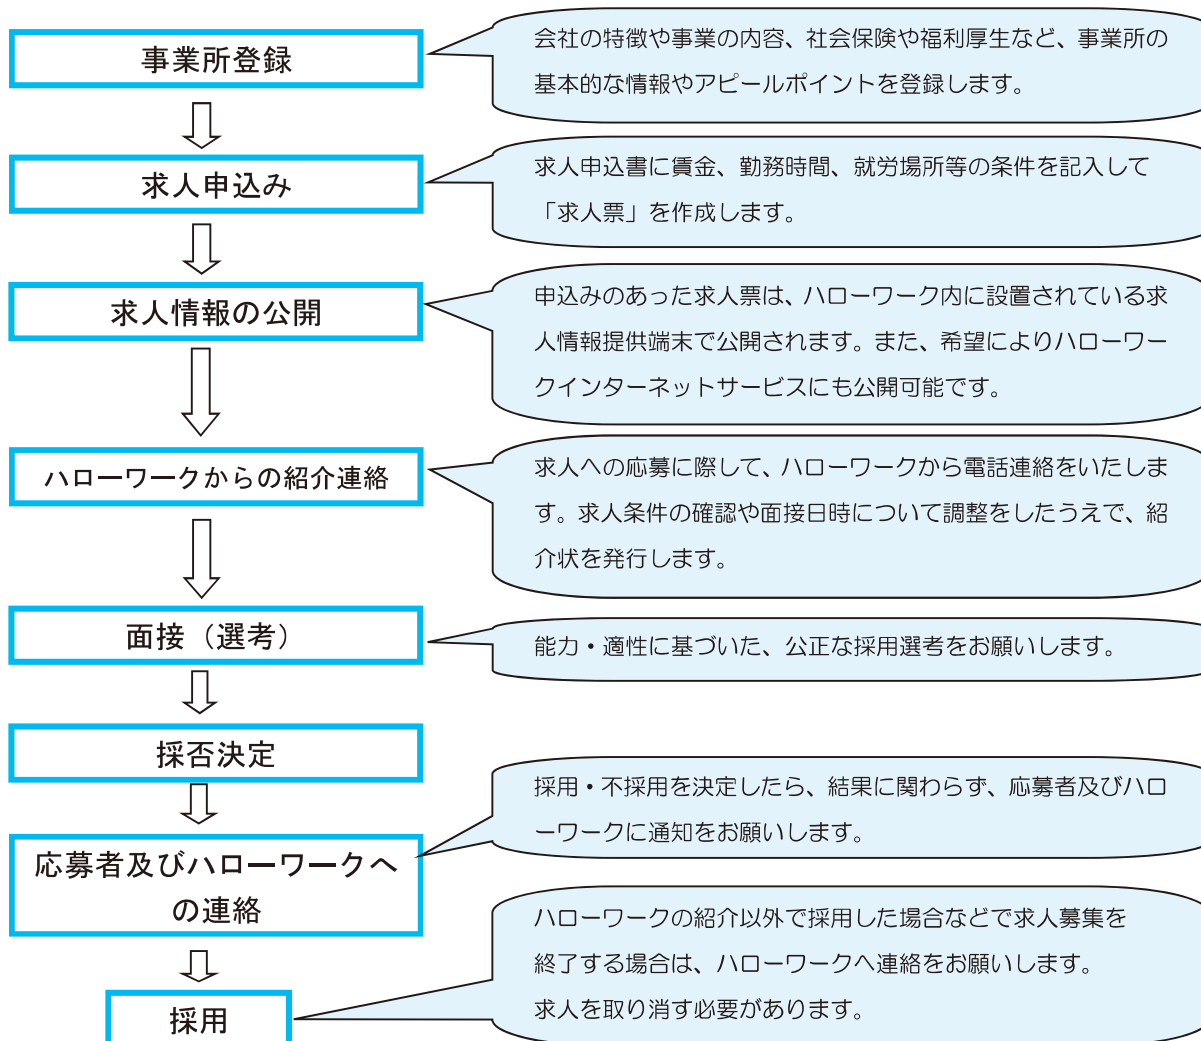 事業所登録
会社の特徴や事業の内容、社会保険や福利厚生など、事業所の
基本的な情報やアピールポイントを登録します。
求人申込み
求人申込書に賃金、勤務時間、就労場所等の条件を記入して
「求人票」を作成します。
求人情報の公開
申込みのあった求人票は、ハローワーク内に設置されている求
人情報提供端末で公開されます。また、希望によりハローワー
クインターネットサービスにも公開可能です。
ハローワークからの紹介連絡
求人への応募に際して、ハローワークから電話連絡をいたしま
す。求人条件の確認や面接日時について調整をしたうえで、紹
介状を発行します。
面接（選考）
能力・適性に基づいた、公正な採用選考をお願いします。
採否決定
採用・不採用を決定したら、結果に関わらず、応募者及びハロ
ーワークに通知をお願いします。
応募者及びハローワークへ
の連絡
ハローワークの紹介以外で採用した場合などで求人募集を
終了する場合は、ハローワークへ連絡をお願いします。
求人を取り消す必要があります。
採用